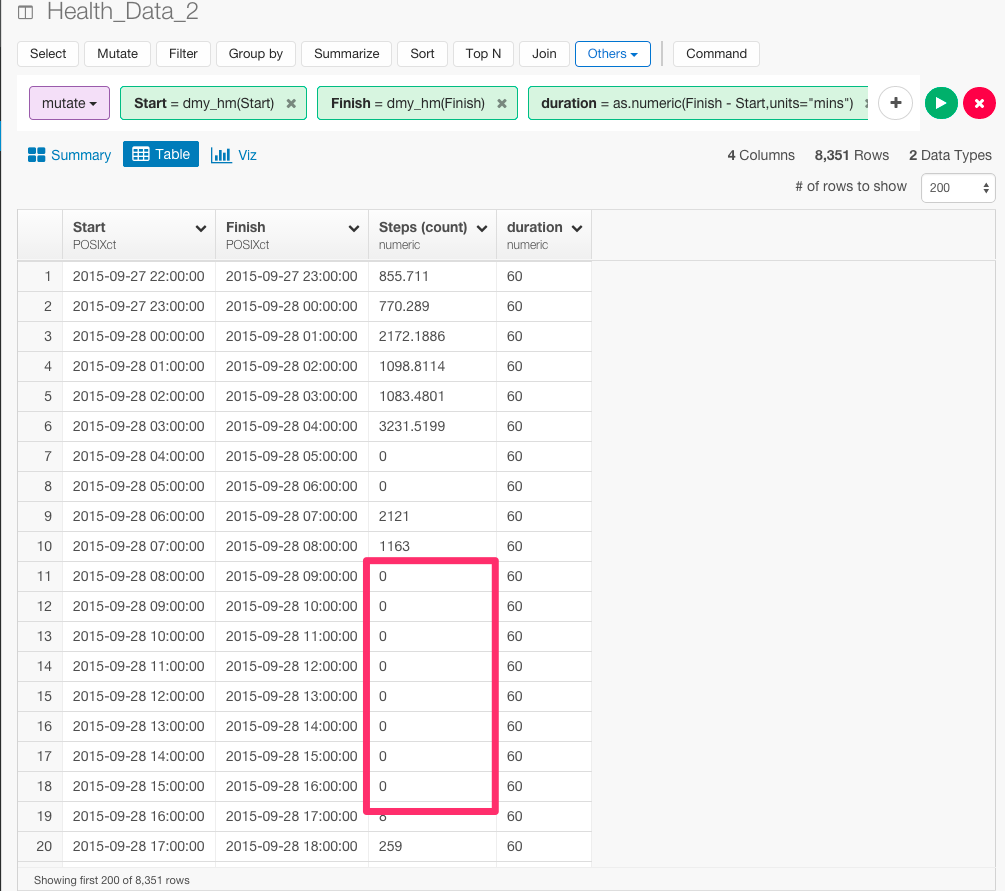 Health_Data_2
Select Mutate Filter Group by Summarize Sort Top N Join Others Command
mutate Start = dmy_hm(Start) Finish = dmy_hm(Finish) duration = as.numeric(Finish - Start,units="mins")
Summary Table Viz 4 Columns 8,351 Rows 2 Data Types
# of rows to show 200
Start Finish Steps (count) duration
POSIXct POSIXct numeric numeric
1 2015-09-27 22:00:00 2015-09-27 23:00:00 855.711 60
2 2015-09-27 23:00:00 2015-09-28 00:00:00 770.289 60
3 2015-09-28 00:00:00 2015-09-28 01:00:00 2172.1886 60
4 2015-09-28 01:00:00 2015-09-28 02:00:00 1098.8114 60
5 2015-09-28 02:00:00 2015-09-28 03:00:00 1083.4801 60
6 2015-09-28 03:00:00 2015-09-28 04:00:00 3231.5199 60
7 2015-09-28 04:00:00 2015-09-28 05:00:00 0 60
8 2015-09-28 05:00:00 2015-09-28 06:00:00 0 60
9 2015-09-28 06:00:00 2015-09-28 07:00:00 2121 60
10 2015-09-28 07:00:00 2015-09-28 08:00:00 1163 60
11 2015-09-28 08:00:00 2015-09-28 09:00:00 0 60
12 2015-09-28 09:00:00 2015-09-28 10:00:00 0 60
13 2015-09-28 10:00:00 2015-09-28 11:00:00 0 60
14 2015-09-28 11:00:00 2015-09-28 12:00:00 0 60
15 2015-09-28 12:00:00 2015-09-28 13:00:00 0 60
16 2015-09-28 13:00:00 2015-09-28 14:00:00 0 60
17 2015-09-28 14:00:00 2015-09-28 15:00:00 0 60
18 2015-09-28 15:00:00 2015-09-28 16:00:00 0 60
19 2015-09-28 16:00:00 2015-09-28 17:00:00 8 60
20 2015-09-28 17:00:00 2015-09-28 18:00:00 259 60
Showing first 200 of 8,351 rows